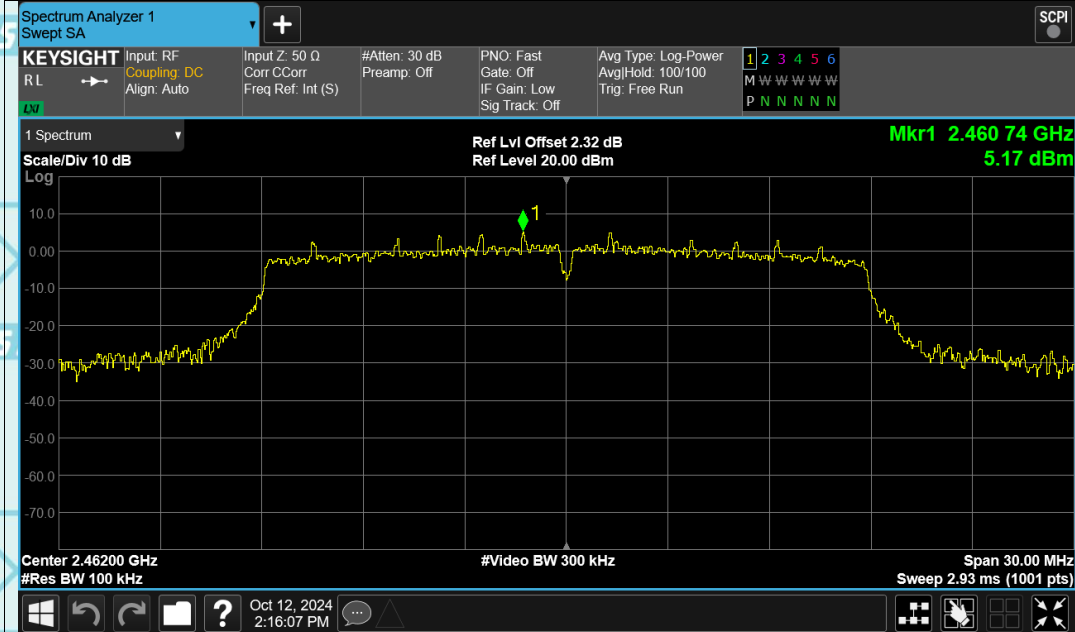 Spectrum Analyzer 1
Swept SA
+
SCPI
KEYSIGHT
R L
LXI
Input: RF
Coupling: DC
Align: Auto
Input Z: 50 Ω
Corr CCorr
Freq Ref: Int (S)
#Atten: 30 dB
Preamp: Off
PNO: Fast
Gate: Off
IF Gain: Low
Sig Track: Off
Avg Type: Log-Power
Avg|Hold: 100/100
Trig: Free Run
1 2 3 4 5 6
M W W W W W
P N N N N N
1 Spectrum
Scale/Div 10 dB
Log
Ref Lvl Offset 2.32 dB
Ref Level 20.00 dBm
Mkr1 2.460 74 GHz
5.17 dBm
1
10.0
0.00
-10.0
-20.0
-30.0
-40.0
-50.0
-60.0
-70.0
Center 2.46200 GHz
#Res BW 100 kHz
#Video BW 300 kHz
Span 30.00 MHz
Sweep 2.93 ms (1001 pts)
?
Oct 12, 2024
2:16:07 PM